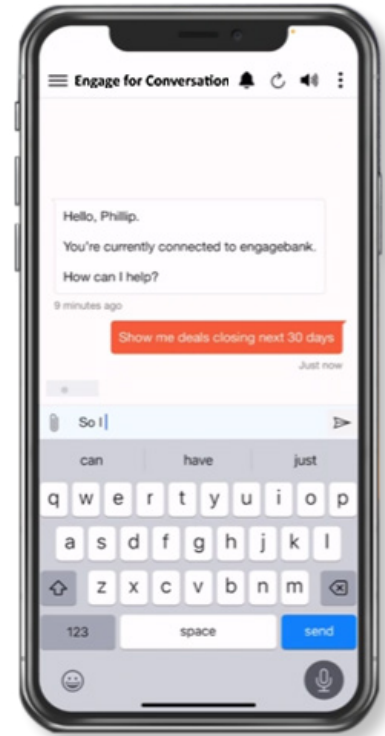 Engage for Conversation
Hello, Phillip.
You're currently connected to engagebank.
How can I help?
9 minutes ago
Show me deals closing next 30 days
Just now
So I
can have just
q w e r t y u i o p
a s d f g h j k l
z x c v b n m
123 space send